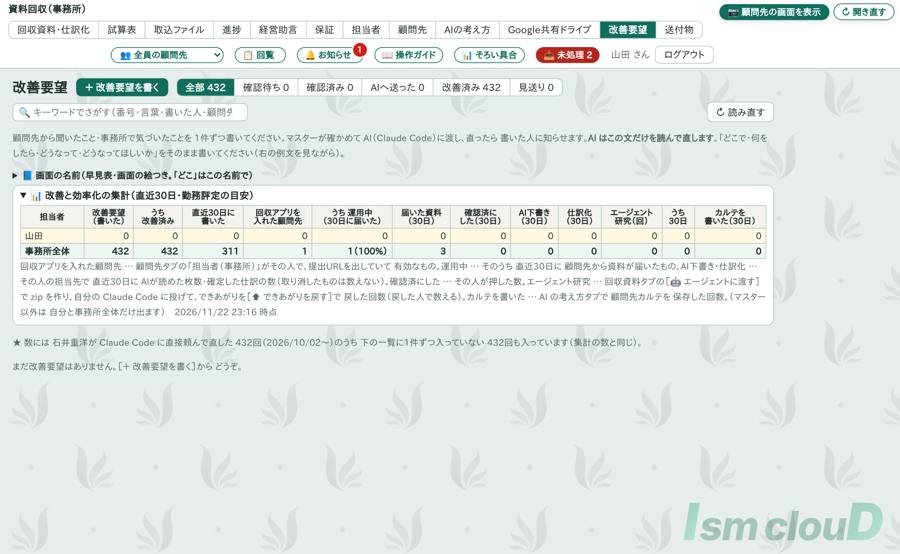 資料回収(事務所)
📷 顧問先の画面を表示
↻ 開き直す
回収資料・仕訳化 試算表 取込ファイル 進捗 経営助言 保証 担当者 顧問先 AIの考え方 Google共有ドライブ 改善要望 送付物
👥 全員の顧問先 📋 回覧 🔔 お知らせ 1 📖 操作ガイド 📊 そろい具合 📥 未処理 2 山田 さん ログアウト
改善要望 ＋ 改善要望を書く 全部 432 確認待ち 0 確認済み 0 AIへ送った 0 改善済み 432 見送り 0
🔍 キーワードでさがす(番号・言葉・書いた人・顧問先
↻ 読み直す
顧問先から聞いたこと・事務所で気づいたことを 1件ずつ書いてください。マスターが確かめて AI(Claude Code)に渡し、直ったら 書いた人に知らせます。AI はこの文だけを読んで直します。「どこで・何を
したら・どうなって・どうなってほしいか」をそのまま書いてください(右の例文を見ながら)。
▶ 📘 画面の名前(早見表・画面の絵つき。「どこ」はこの名前で)
▼ 📊 改善と効率化の集計(直近30日・勤務評定の目安)
担当者 改善要望(書いた) うち改善済み 直近30日に書いた 回収アプリを入れた顧問先 うち 運用中(30日に届いた) 届いた資料(30日) 確認済にした(30日) AI下書き(30日) 仕訳化(30日) エージェント研究(回) うち30日 カルテを書いた(30日)
山田 0 0 0 0 0 0 0 0 0 0 0 0
事務所全体 432 432 311 1 1(100%) 3 0 0 0 0 0 0
回収アプリを入れた顧問先 … 顧問先タブの「担当者(事務所)」がその人で、提出URLを出していて 有効なもの。運用中 … そのうち 直近30日に 顧問先から資料が届いたもの。AI下書き・仕訳化 …
その人の担当先で 直近30日に AIが読めた枚数・確定した仕訳の数(取り消したものは数えない)。確認済にした … その人が押した数。エージェント研究 … 回収資料タブの[🤖 エージェントに渡す]
で zip を作り、自分の Claude Code に投げて、できあがりを[⬆ できあがりを戻す]で 戻した回数(戻した人で数える)。カルテを書いた … AI の考え方タブで 顧問先カルテを 保存した回数。(マスター
以外は 自分と事務所全体だけ出ます) 2026/11/22 23:16 時点
★ 数には 石井重洋が Claude Code に直接頼んで直した 432回(2026/10/02〜)のうち 下の一覧に1件ずつ入っていない 432回も入っています(集計の数と同じ)。
まだ改善要望はありません。[＋ 改善要望を書く]から どうぞ。
Ism clouD